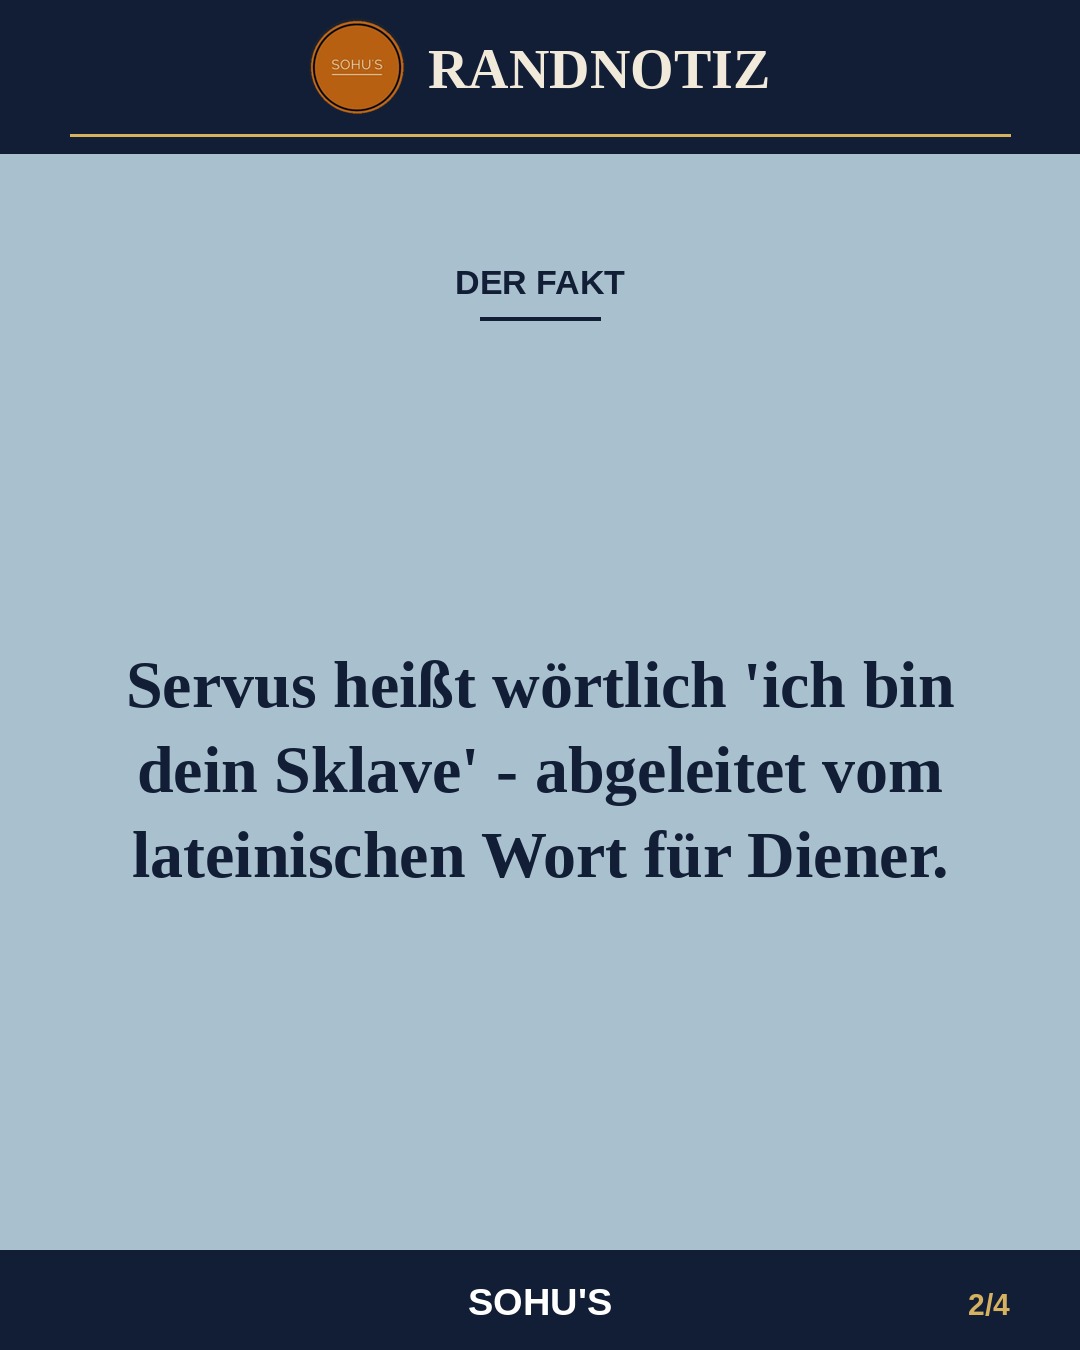 SOHU'S
RANDNOTIZ
DER FAKT
Servus heißt wörtlich 'ich bin
dein Sklave' - abgeleitet vom
lateinischen Wort für Diener.
SOHU'S
2/4